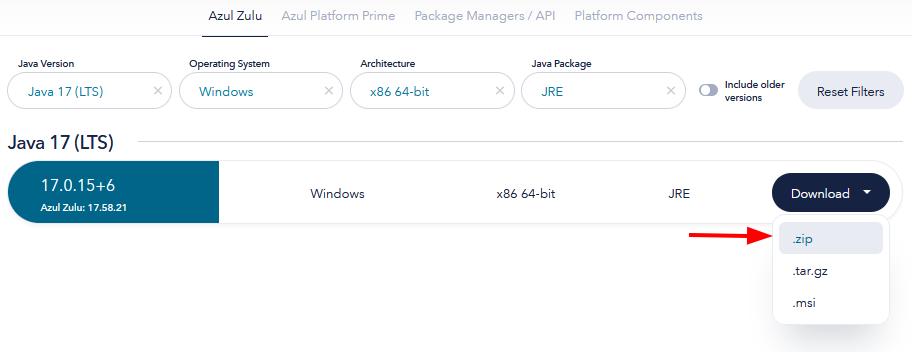 Azul Zulu Azul Platform Prime Package Managers / API Platform Components
Java Version Operating System Architecture Java Package
Java 17 (LTS) × Windows × x86 64-bit × JRE × Include older versions Reset Filters
Java 17 (LTS)
17.0.15+6
Azul Zulu: 17.58.21
Windows x86 64-bit JRE Download
.zip
.tar.gz
.msi